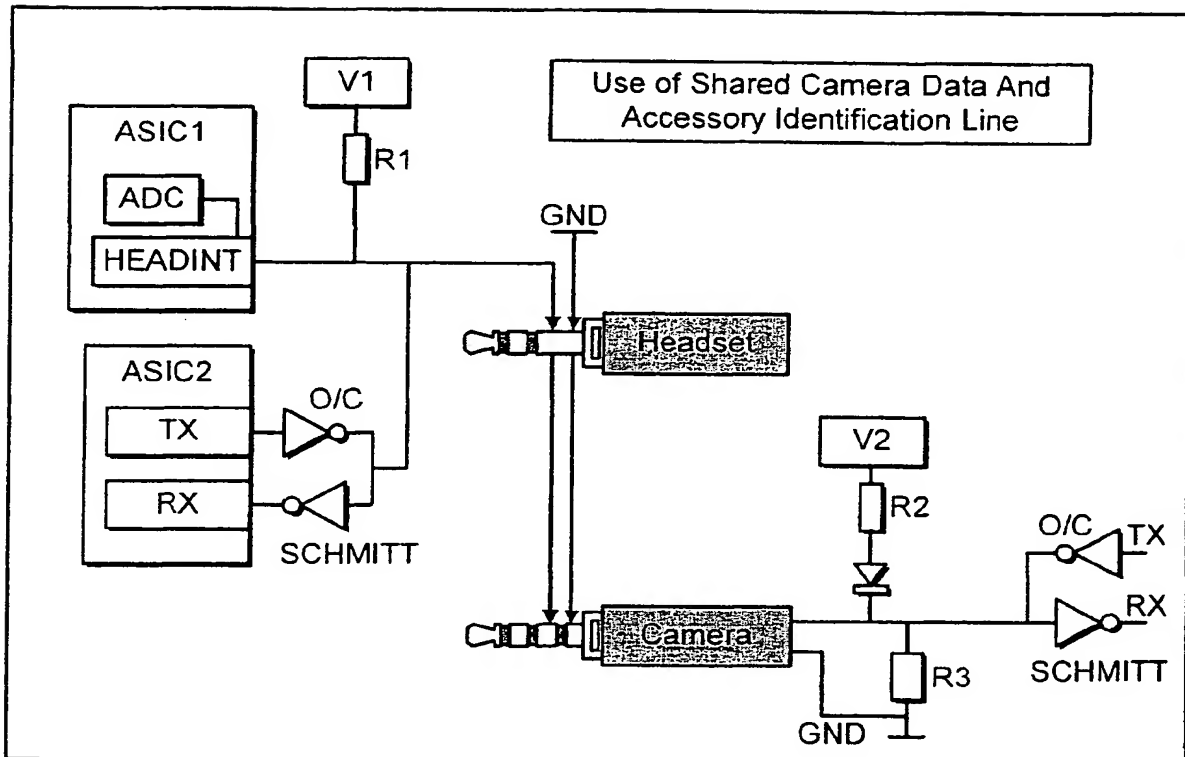 V1
Use of Shared Camera Data And
Accessory Identification Line
ASIC1
R1
ADC
GND
HEADINT
Headset
ASIC2
O/C
TX
V2
RX
R2
SCHMITT
O/C
TX
RX
Camera
R3
SCHMITT
GND